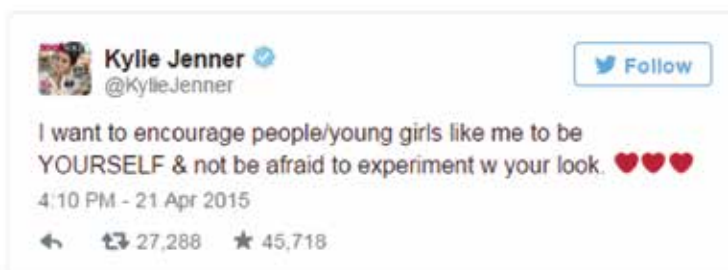 Kylie Jenner
@KylieJenner
Follow
I want to encourage people/young girls like me to be
YOURSELF & not be afraid to experiment w your look. ❤❤❤
4:10 PM - 21 Apr 2015
27,288 45,718